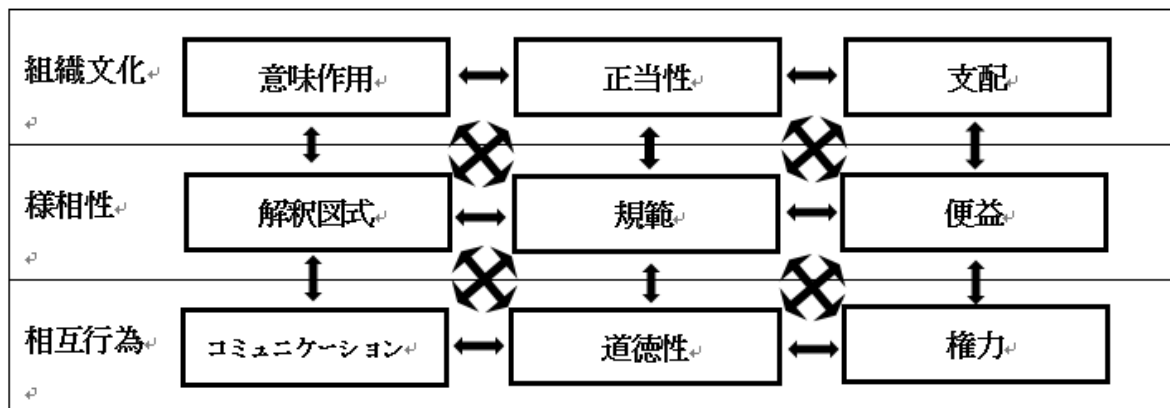 組織文化 意味作用 正当性 支配
様相性 解釈図式 規範 便益
相互行為 コミュニケーション 道徳性 権力